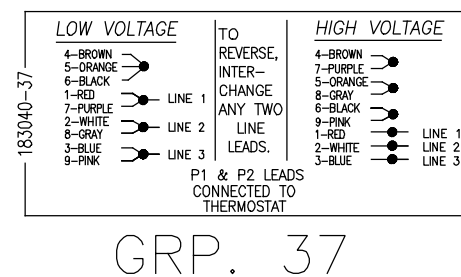 183040-37
LOW VOLTAGE
4-BROWN
5-ORANGE
6-BLACK
1-RED
7-PURPLE
LINE 1
2-WHITE
8-GRAY
LINE 2
3-BLUE
9-PINK
LINE 3
TO
REVERSE,
INTER-
CHANGE
ANY TWO
LINE
LEADS.
HIGH VOLTAGE
4-BROWN
7-PURPLE
5-ORANGE
8-GRAY
6-BLACK
9-PINK
1-RED LINE 1
2-WHITE LINE 2
3-BLUE LINE 3
P1 & P2 LEADS
CONNECTED TO
THERMOSTAT
GRP. 37